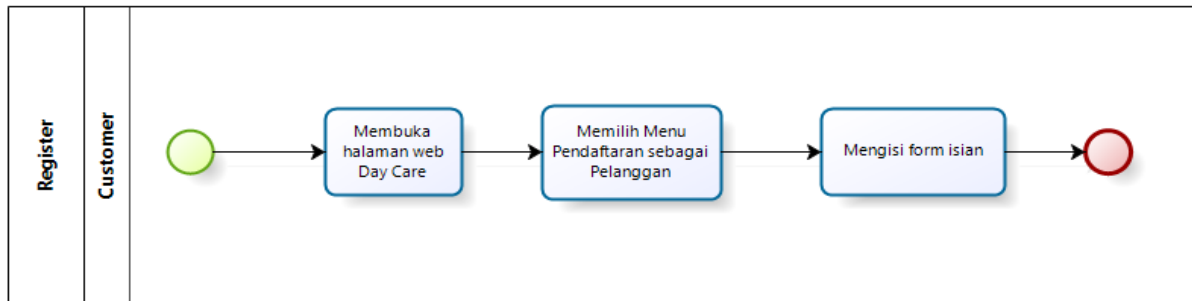 Register
Customer
Membuka
halaman web
Day Care
Memilih Menu
Pendaftaran sebagai
Pelanggan
Mengisi form isian